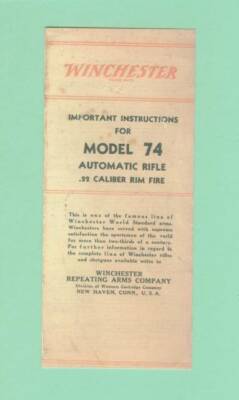 WINCHESTER
TRADE MARK
IMPORTANT INSTRUCTIONS
FOR
MODEL 74
AUTOMATIC RIFLE
.22 CALIBER RIM FIRE
This is one of the famous line of
Winchester World Standard arms.
Winchesters have served with supreme
satisfaction the sportsmen of the world
for more than two-thirds of a century.
For further information in regard to
the complete line of Winchester rifles
and shotguns available write to
WINCHESTER
REPEATING ARMS COMPANY
Division of Western Cartridge Company
NEW HAVEN, CONN., U.S.A.